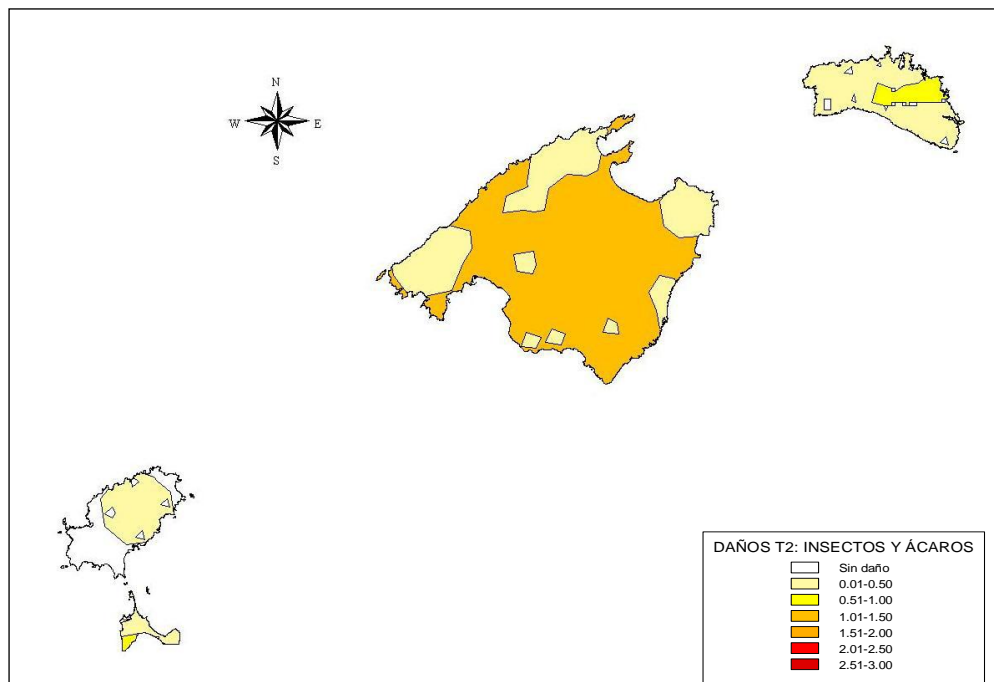 N
W E
S
DAÑOS T2: INSECTOS Y ÁCAROS
Sin daño
0.01-0.50
0.51-1.00
1.01-1.50
1.51-2.00
2.01-2.50
2.51-3.00